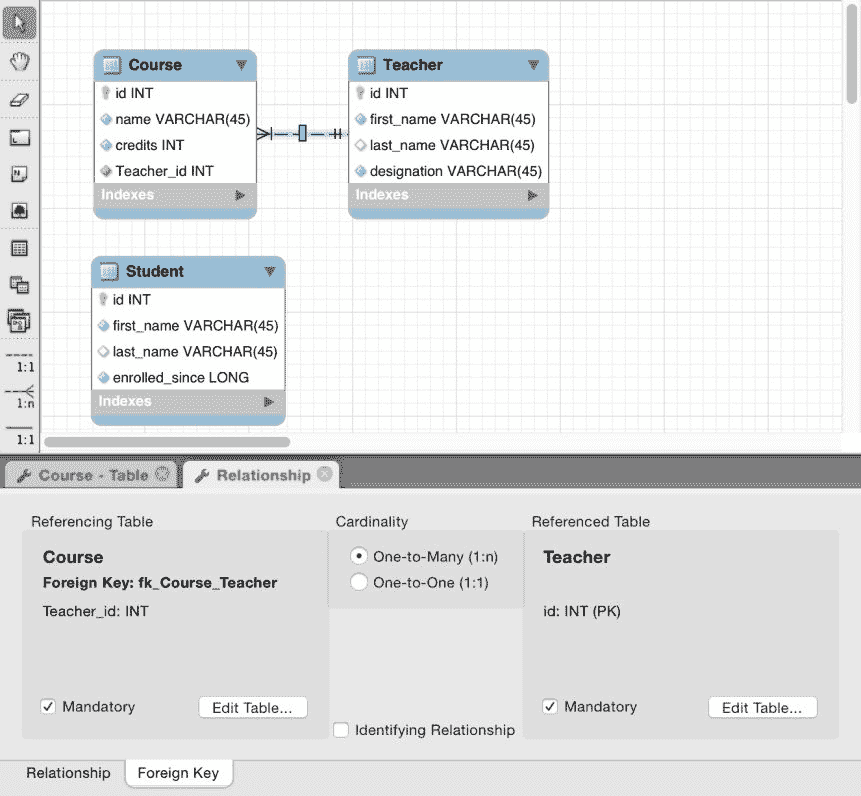 Course
id INT
name VARCHAR(45)
credits INT
Teacher_id INT
Indexes
Teacher
id INT
first_name VARCHAR(45)
last_name VARCHAR(45)
designation VARCHAR(45)
Indexes
Student
id INT
first_name VARCHAR(45)
last_name VARCHAR(45)
enrolled_since LONG
Indexes
1:1
1:n
1:1
Course - Table
Relationship
Referencing Table
Cardinality
Referenced Table
Course
Foreign Key: fk_Course_Teacher
Teacher_id: INT
Mandatory
Edit Table...
One-to-Many (1:n)
One-to-One (1:1)
Identifying Relationship
Teacher
id: INT (PK)
Mandatory
Edit Table...
Relationship
Foreign Key